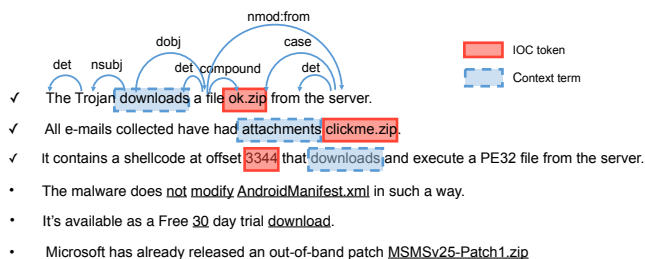 nmod:from
dobj case
det nsubj det compound det
IOC token
Context term
✓ The Trojan downloads a file ok.zip from the server.
✓ All e-mails collected have had attachments clickme.zip.
✓ It contains a shellcode at offset 3344 that downloads and execute a PE32 file from the server.
• The malware does not modify AndroidManifest.xml in such a way.
• It's available as a Free 30 day trial download.
• Microsoft has already released an out-of-band patch MSMSv25-Patch1.zip